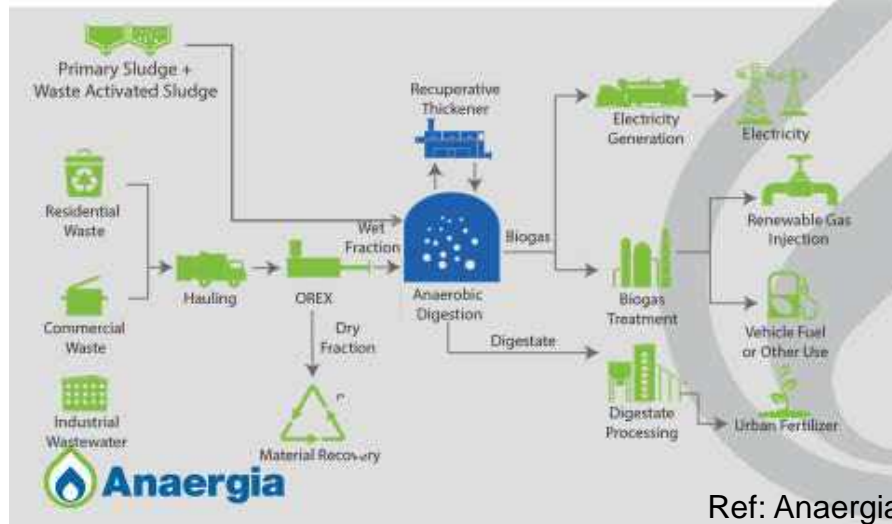 Primary Sludge +
Waste Activated Sludge
Recuperative
Thickener
Electricity
Generation
Electricity
Residential
Waste
Wet
Fraction
Biogas
Renewable Gas
Injection
Hauling
OREX
Anaerobic
Digestion
Biogas
Treatment
Commercial
Waste
Dry
Fraction
Digestate
Vehicle Fuel
or Other Use
Industrial
Wastewater
Material Recovery
Digestate
Processing
Urban Fertilizer
Anaergia
Ref: Anaergia